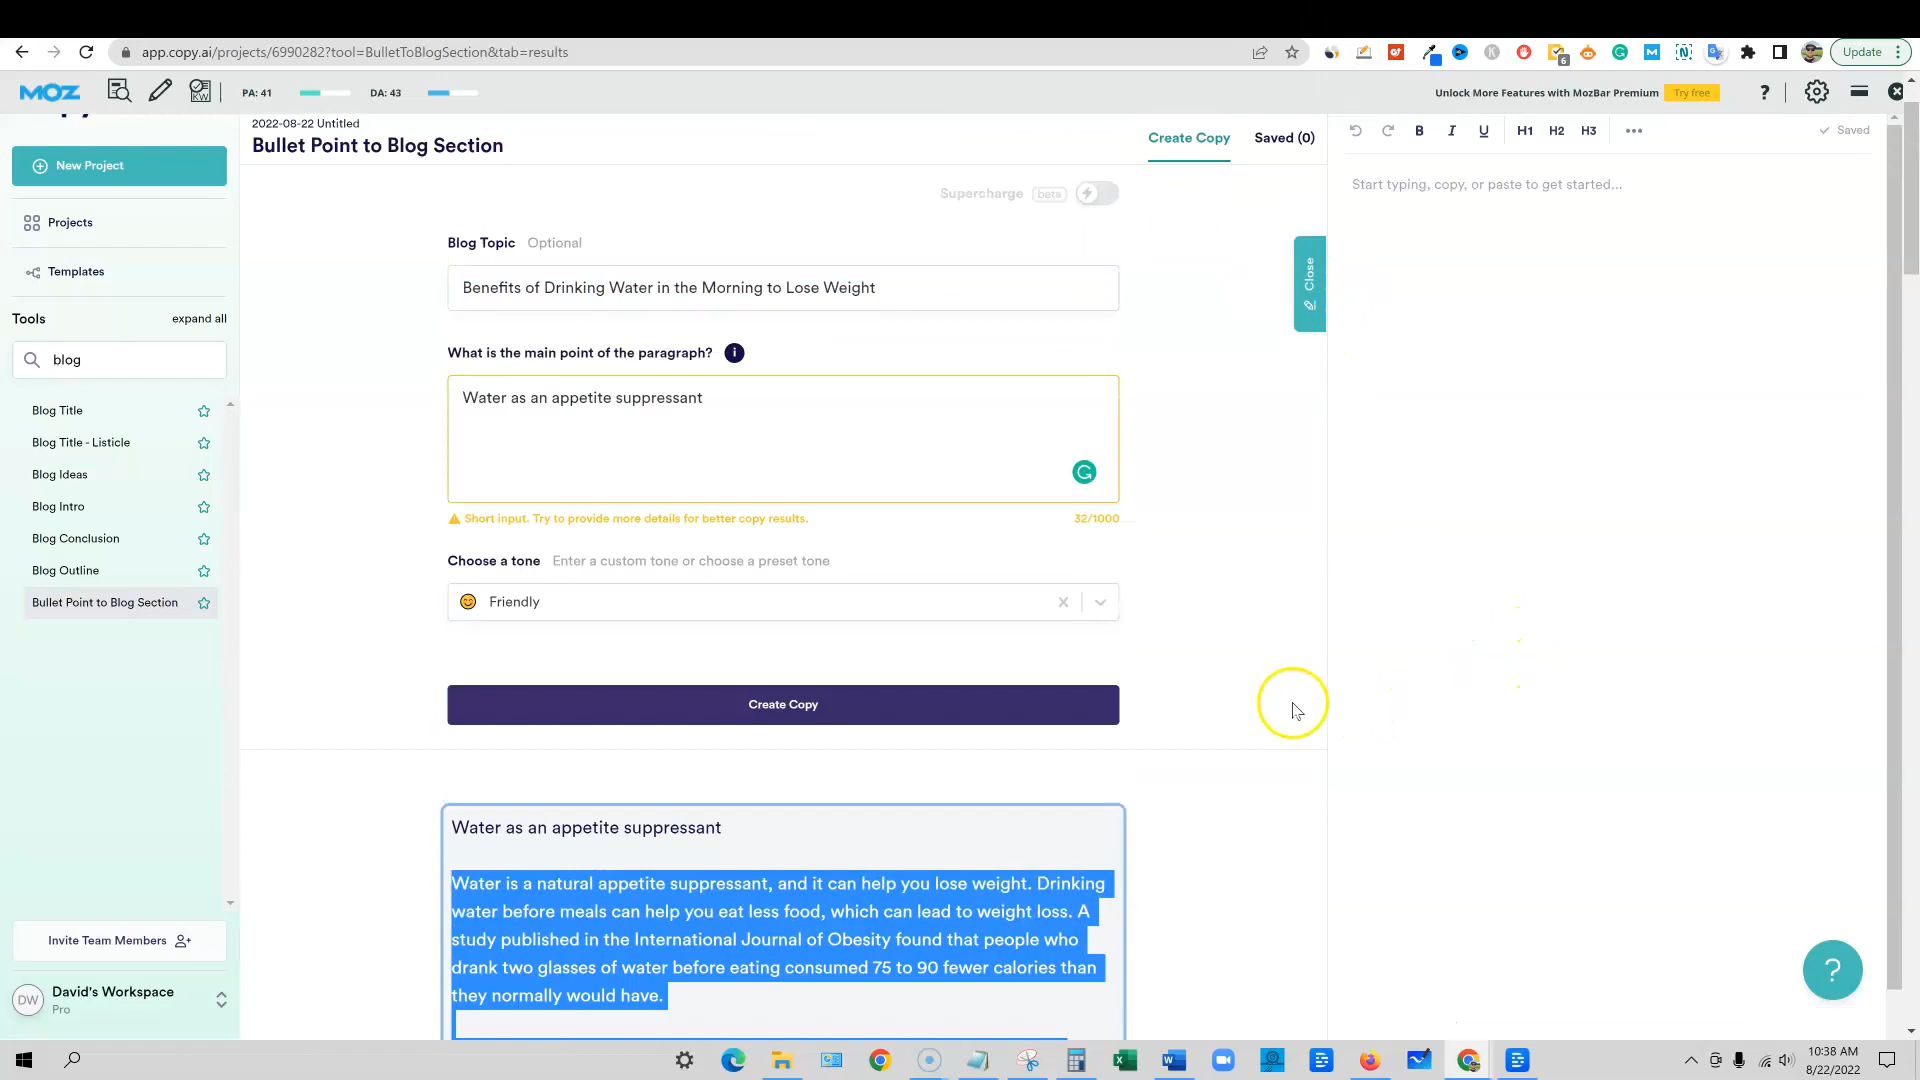 app.copy.ai/projects/6990282?tool=BulletToBlogSection&tab=results
Update
6
MOZ
KW
PA: 41
DA: 43
Unlock More Features with MozBar Premium
Try free
?
2022-08-22 Untitled
Bullet Point to Blog Section
Create Copy
Saved (0)
B
I
U
H1
H2
H3
Saved
New Project
Start typing, copy, or paste to get started...
Supercharge
beta
Projects
Templates
Blog Topic
Optional
Close
Benefits of Drinking Water in the Morning to Lose Weight
Tools
expand all
blog
What is the main point of the paragraph?
i
Water as an appetite suppressant
Blog Title
Blog Title - Listicle
Blog Ideas
Blog Intro
Blog Conclusion
Blog Outline
Bullet Point to Blog Section
Short input. Try to provide more details for better copy results.
32/1000
Choose a tone
Enter a custom tone or choose a preset tone
Friendly
Create Copy
Water as an appetite suppressant
Water is a natural appetite suppressant, and it can help you lose weight. Drinking
water before meals can help you eat less food, which can lead to weight loss. A
study published in the International Journal of Obesity found that people who
drank two glasses of water before eating consumed 75 to 90 fewer calories than
they normally would have.
Invite Team Members
DW
David's Workspace
Pro
?
10:38 AM
8/22/2022